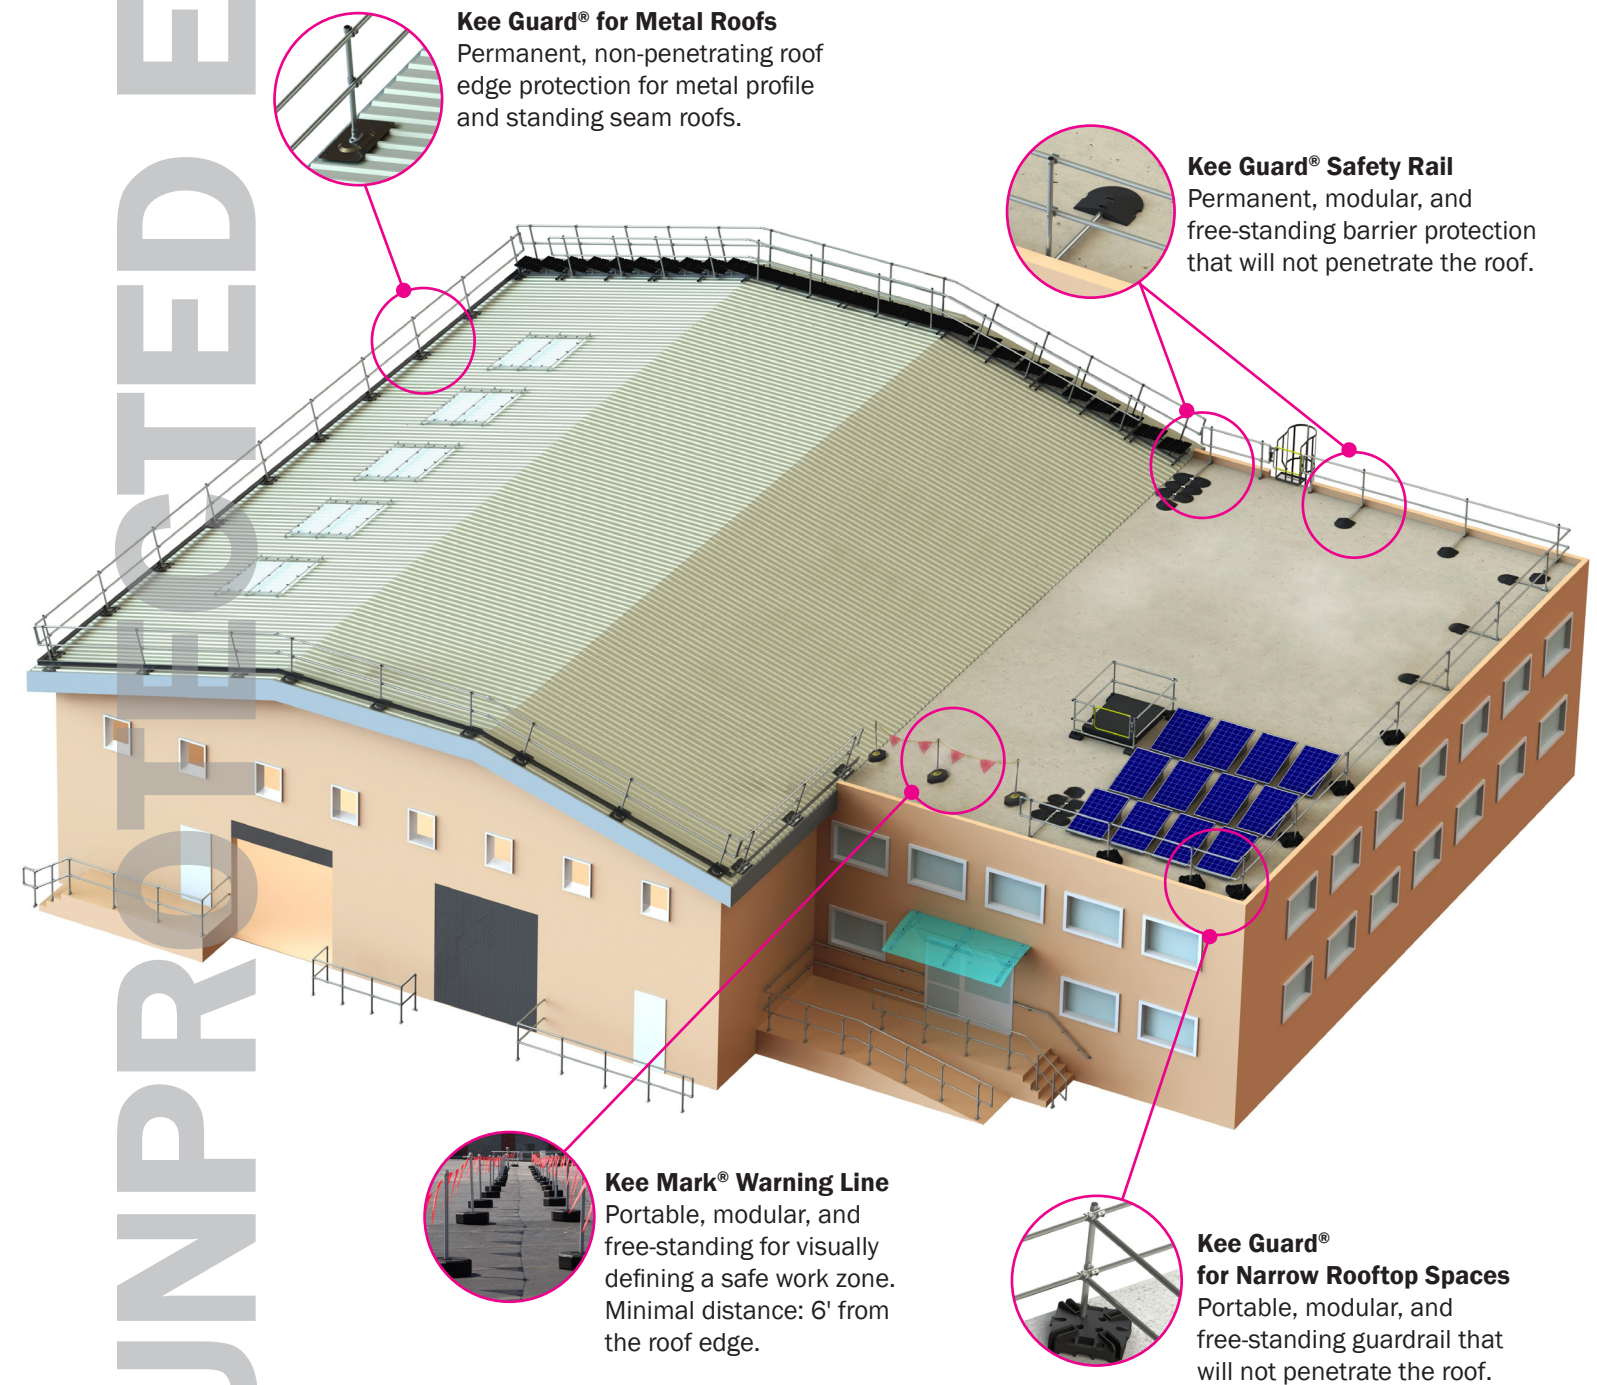 Kee Guard® for Metal Roofs
Permanent, non-penetrating roof
edge protection for metal profile
and standing seam roofs.
Kee Guard® Safety Rail
Permanent, modular, and
free-standing barrier protection
that will not penetrate the roof.
UNPROTECTED E
Kee Mark® Warning Line
Portable, modular, and
free-standing for visually
defining a safe work zone.
Minimal distance: 6' from
the roof edge.
Kee Guard®
for Narrow Rooftop Spaces
Portable, modular, and
free-standing guardrail that
will not penetrate the roof.